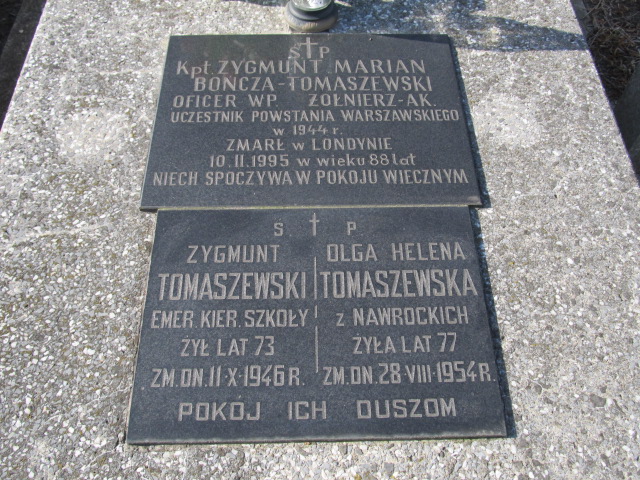 S † P
Kpt. ZYGMUNT MARIAN
BOŃCZA-TOMASZEWSKI
OFICER WP. ŻOŁNIERZ-AK.
UCZESTNIK POWSTANIA WARSZAWSKIEGO
w 1944 r.
ZMARŁ w LONDYNIE
10.II.1995 w wieku 88 lat
NIECH SPOCZYWA W POKOJU WIECZNYM
S † P
ZYGMUNT
TOMASZEWSKI
EMER. KIER. SZKOŁY
ŻYŁ LAT 73
ZM. DN. 11·X·1946 R.
OLGA HELENA
TOMASZEWSKA
z NAWROCKICH
ŻYŁA LAT 77
ZM. DN. 28·VIII·1954 R.
POKÓJ ICH DUSZOM